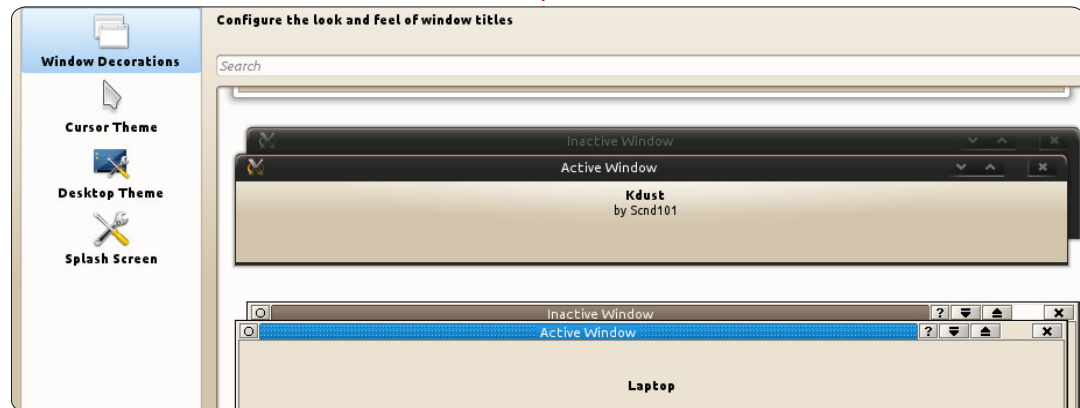 Configure the look and feel of window titles
Window Decorations
Search
Cursor Theme
Desktop Theme
Splash Screen
Inactive Window
Active Window
Kdust
by Scnd101
Inactive Window
?
Active Window
?
Laptop